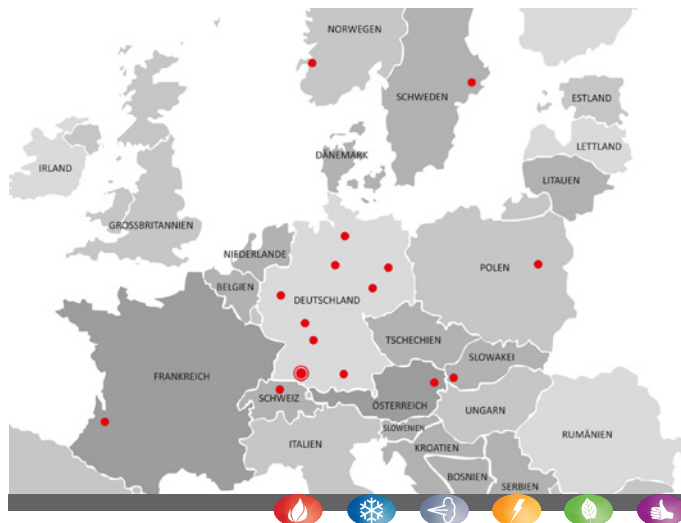 NORWEGEN
SCHWEDEN
ESTLAND
LETTLAND
DÄNEMARK
LITAUEN
IRLAND
GROSSBRITANNIEN
NIEDERLANDE
POLEN
BELGIEN
DEUTSCHLAND
TSCHECHIEN
SLOWAKEI
FRANKREICH
SCHWEIZ
ÖSTERREICH
UNGARN
SLOWENIEN
RUMÄNIEN
ITALIEN
KROATIEN
BOSNIEN
SERBIEN